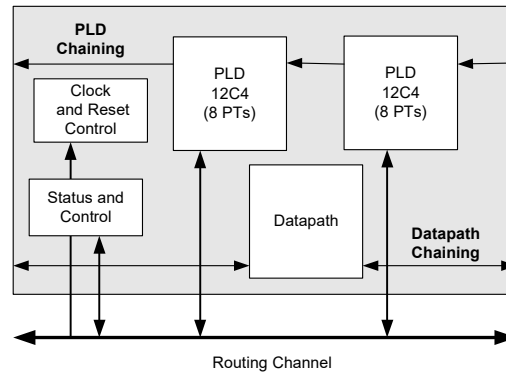 PLD
Chaining
PLD
12C4
(8 PTs)
PLD
12C4
(8 PTs)
Clock
and Reset
Control
Status and
Control
Datapath
Datapath
Chaining
Routing Channel